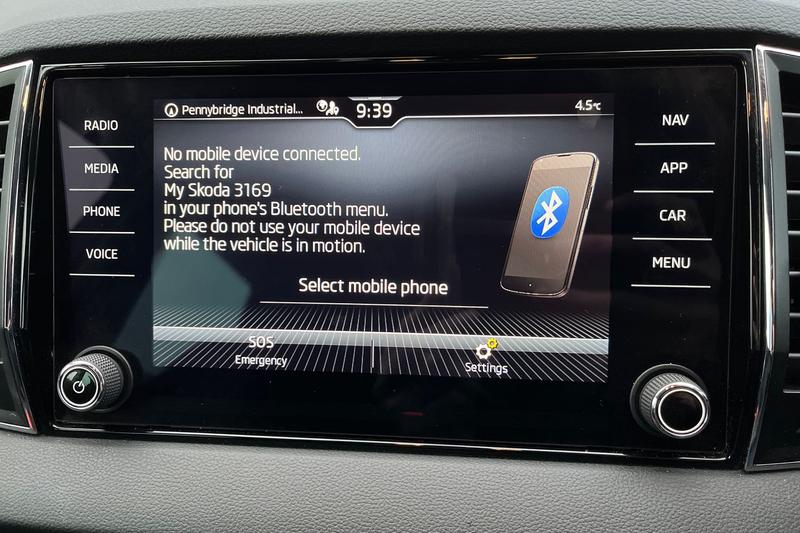 Pennybridge Industrial...
9:39
4.5°C
RADIO
MEDIA
PHONE
VOICE
No mobile device connected.
Search for
My Skoda 3169
in your phone's Bluetooth menu.
Please do not use your mobile device
while the vehicle is in motion.
Select mobile phone
SOS
Emergency
Settings
NAV
APP
CAR
MENU